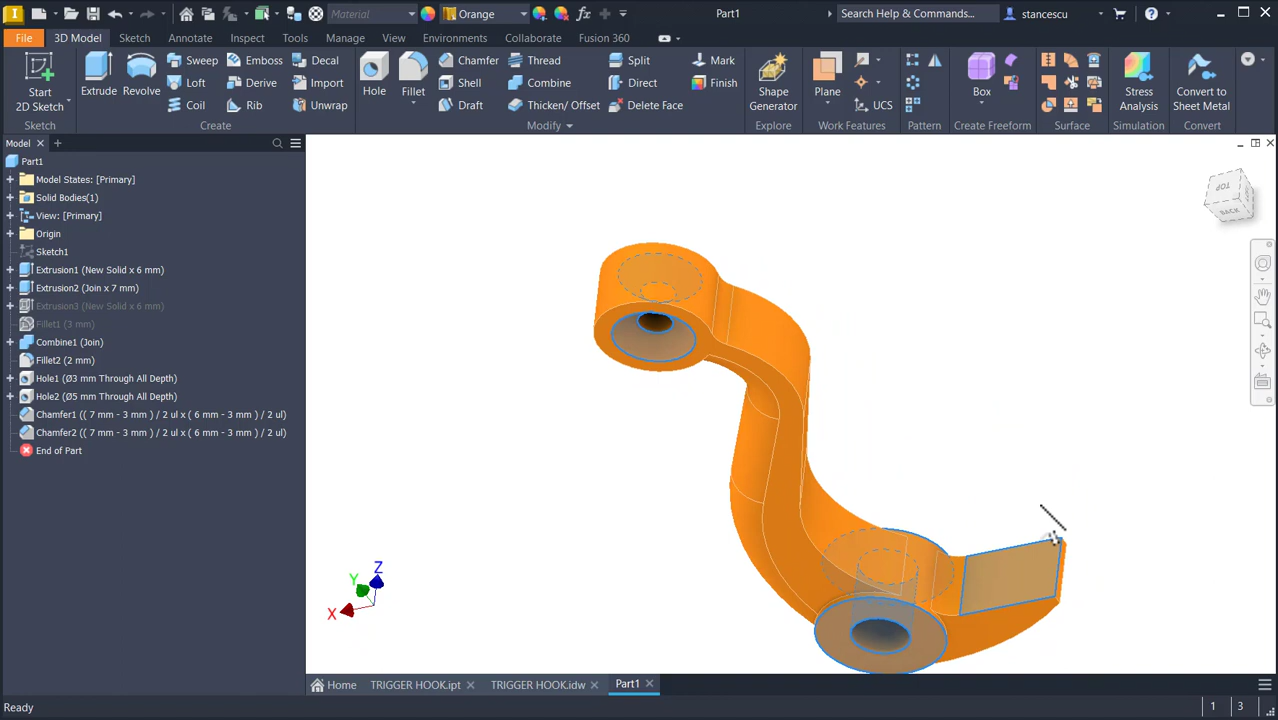 Material Orange Part1 Search Help & Commands... stancescu
File 3D Model Sketch Annotate Inspect Tools Manage View Environments Collaborate Fusion 360
Start 2D Sketch
Sketch
Extrude Revolve Sweep Emboss Decal
Loft Derive Import
Coil Rib Unwrap
Create
Hole Fillet Chamfer Thread Split Mark
Shell Combine Direct Finish
Draft Thicken/ Offset Delete Face
Modify
Shape Generator
Explore
Plane UCS
Work Features
Pattern
Box
Create Freeform
Surface
Stress Analysis
Simulation
Convert to Sheet Metal
Convert
Model
Part1
Model States: [Primary]
Solid Bodies(1)
View: [Primary]
Origin
Sketch1
Extrusion1 (New Solid x 6 mm)
Extrusion2 (Join x 7 mm)
Extrusion3 (New Solid x 6 mm)
Fillet1 (3 mm)
Combine1 (Join)
Fillet2 (2 mm)
Hole1 (Ø3 mm Through All Depth)
Hole2 (Ø5 mm Through All Depth)
Chamfer1 (( 7 mm - 3 mm ) / 2 ul x ( 6 mm - 3 mm ) / 2 ul)
Chamfer2 (( 7 mm - 3 mm ) / 2 ul x ( 6 mm - 3 mm ) / 2 ul)
End of Part
TOP
BACK
Z
Y
X
Home TRIGGER HOOK.ipt TRIGGER HOOK.idw Part1
Ready 1 3